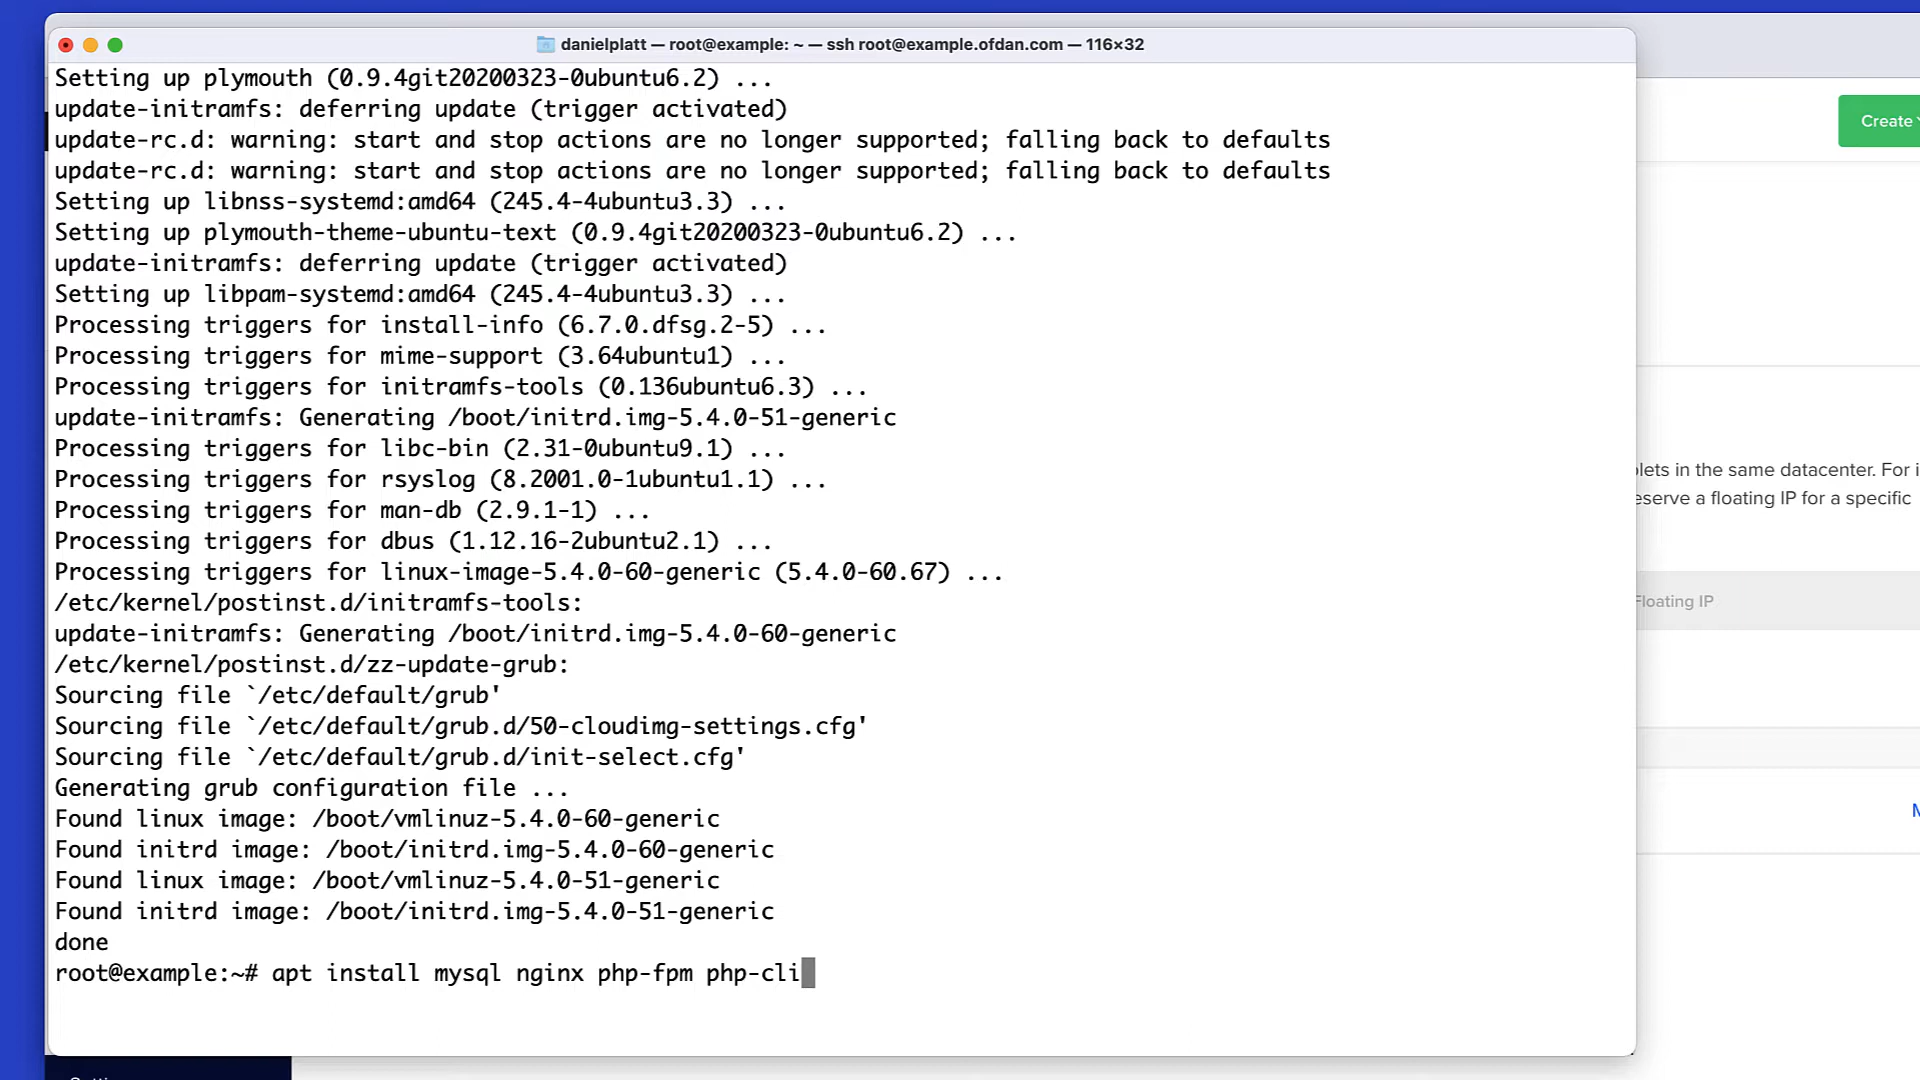 danielplatt — root@example: ~ — ssh root@example.ofdan.com — 116×32
Setting up plymouth (0.9.4git20200323-0ubuntu6.2) ...
update-initramfs: deferring update (trigger activated)
update-rc.d: warning: start and stop actions are no longer supported; falling back to defaults
update-rc.d: warning: start and stop actions are no longer supported; falling back to defaults
Setting up libnss-systemd:amd64 (245.4-4ubuntu3.3) ...
Setting up plymouth-theme-ubuntu-text (0.9.4git20200323-0ubuntu6.2) ...
update-initramfs: deferring update (trigger activated)
Setting up libpam-systemd:amd64 (245.4-4ubuntu3.3) ...
Processing triggers for install-info (6.7.0.dfsg.2-5) ...
Processing triggers for mime-support (3.64ubuntu1) ...
Processing triggers for initramfs-tools (0.136ubuntu6.3) ...
update-initramfs: Generating /boot/initrd.img-5.4.0-51-generic
Processing triggers for libc-bin (2.31-0ubuntu9.1) ...
Processing triggers for rsyslog (8.2001.0-1ubuntu1.1) ...
Processing triggers for man-db (2.9.1-1) ...
Processing triggers for dbus (1.12.16-2ubuntu2.1) ...
Processing triggers for linux-image-5.4.0-60-generic (5.4.0-60.67) ...
/etc/kernel/postinst.d/initramfs-tools:
update-initramfs: Generating /boot/initrd.img-5.4.0-60-generic
/etc/kernel/postinst.d/zz-update-grub:
Sourcing file `/etc/default/grub'
Sourcing file `/etc/default/grub.d/50-cloudimg-settings.cfg'
Sourcing file `/etc/default/grub.d/init-select.cfg'
Generating grub configuration file ...
Found linux image: /boot/vmlinuz-5.4.0-60-generic
Found initrd image: /boot/initrd.img-5.4.0-60-generic
Found linux image: /boot/vmlinuz-5.4.0-51-generic
Found initrd image: /boot/initrd.img-5.4.0-51-generic
done
root@example:~# apt install mysql nginx php-fpm php-cli
Create
in the same datacenter. For
a floating IP for a specific
Floating IP